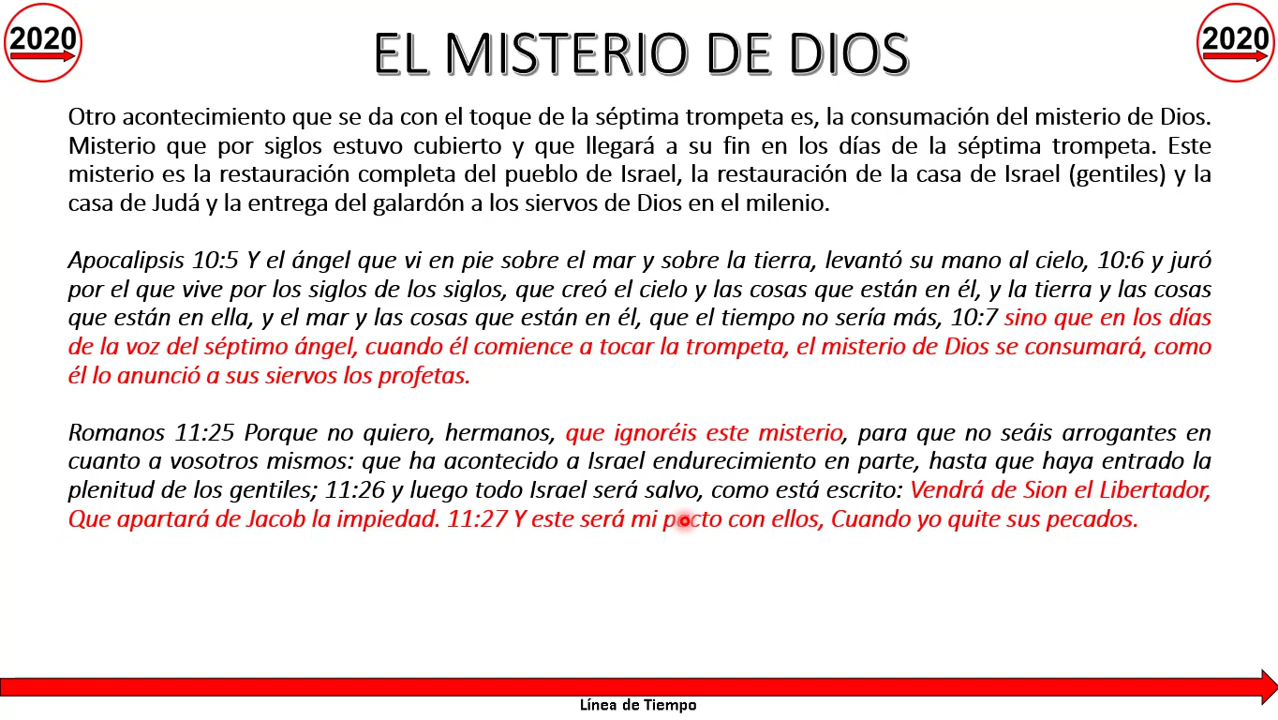 2020
EL MISTERIO DE DIOS
2020
Otro acontecimiento que se da con el toque de la séptima trompeta es, la consumación del misterio de Dios.
Misterio que por siglos estuvo cubierto y que llegará a su fin en los días de la séptima trompeta. Este
misterio es la restauración completa del pueblo de Israel, la restauración de la casa de Israel (gentiles) y la
casa de Judá y la entrega del galardón a los siervos de Dios en el milenio.
Apocalipsis 10:5 Y el ángel que vi en pie sobre el mar y sobre la tierra, levantó su mano al cielo, 10:6 y juró
por el que vive por los siglos de los siglos, que creó el cielo y las cosas que están en él, y la tierra y las cosas
que están en ella, y el mar y las cosas que están en él, que el tiempo no sería más, 10:7 sino que en los días
de la voz del séptimo ángel, cuando él comience a tocar la trompeta, el misterio de Dios se consumará, como
él lo anunció a sus siervos los profetas.
Romanos 11:25 Porque no quiero, hermanos, que ignoréis este misterio, para que no seáis arrogantes en
cuanto a vosotros mismos: que ha acontecido a Israel endurecimiento en parte, hasta que haya entrado la
plenitud de los gentiles; 11:26 y luego todo Israel será salvo, como está escrito: Vendrá de Sion el Libertador,
Que apartará de Jacob la impiedad. 11:27 Y este será mi pacto con ellos, Cuando yo quite sus pecados.
Línea de Tiempo